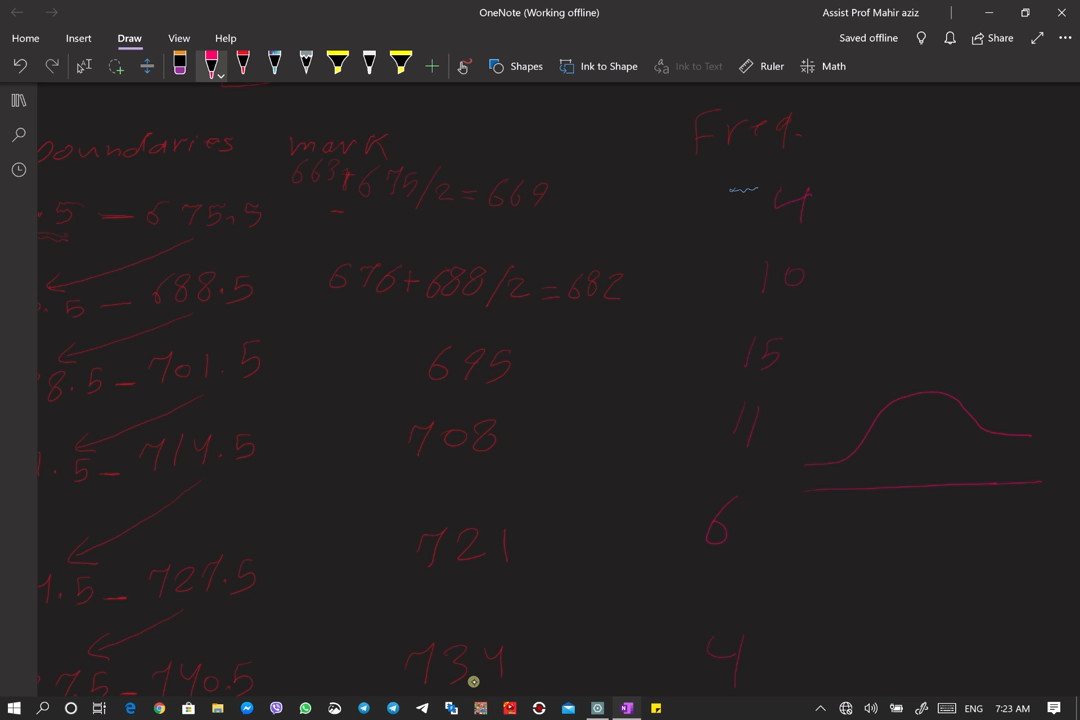 OneNote (Working offline)
Assist Prof Mahir aziz
Home Insert Draw View Help
Saved offline
Share
Shapes
Ink to Shape
Ink to Text
Ruler
Math
boundaries mark Freq.
663+675/2=669
.5 – 675.5 4
676+688/2=682 10
.5 – 688.5
8.5 – 701.5 695 15
1.5 – 714.5 708 11
721 6
1.5 – 727.5
734 4
7.5 – 740.5
ENG 7:23 AM